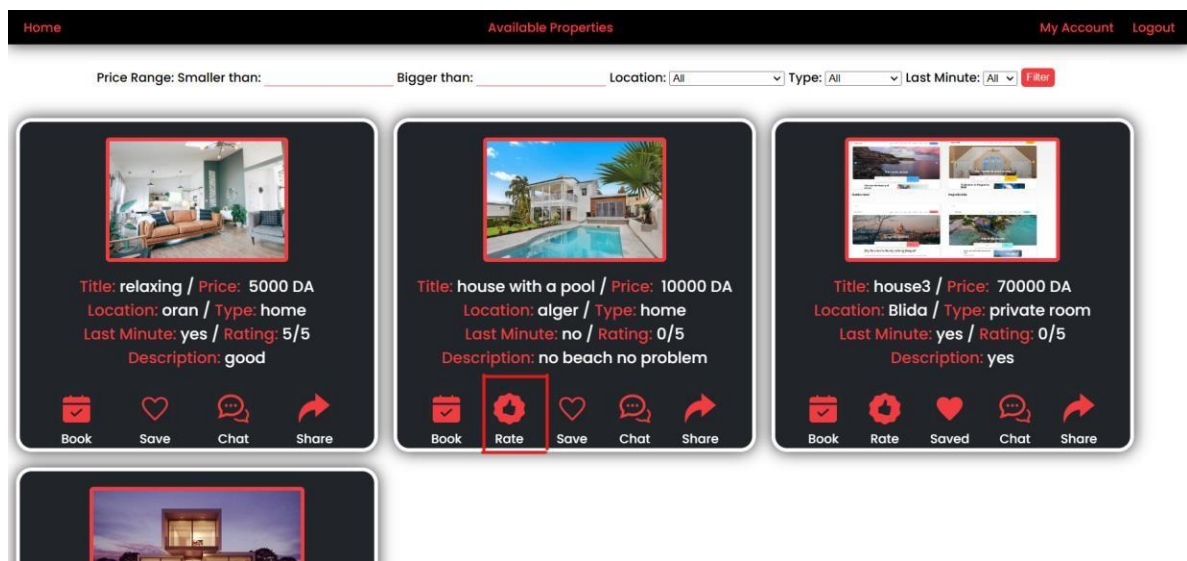 Home Available Properties My Account Logout
Price Range: Smaller than: Bigger than: Location: All Type: All Last Minute: All Filter
Title: relaxing / Price: 5000 DA
Location: oran / Type: home
Last Minute: yes / Rating: 5/5
Description: good
Book Save Chat Share
Title: house with a pool / Price: 10000 DA
Location: alger / Type: home
Last Minute: no / Rating: 0/5
Description: no beach no problem
Book Rate Save Chat Share
Title: house3 / Price: 70000 DA
Location: Blida / Type: private room
Last Minute: yes / Rating: 0/5
Description: yes
Book Rate Saved Chat Share